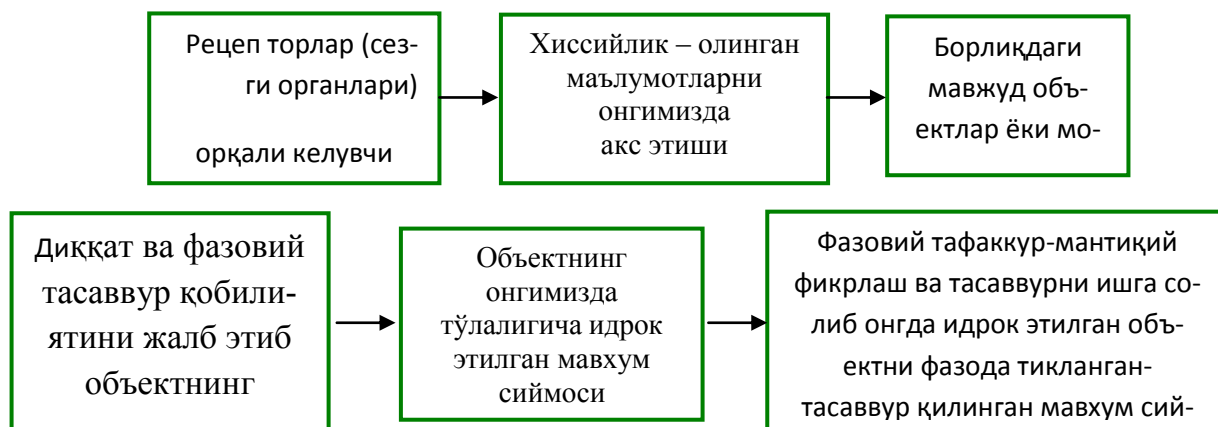 Рецеп торлар (сез-
ги органлари)
орқали келувчи
Хиссийлик – олинган
маълумотларни
онгимизда
акс этиши
Борлиқдаги
мавжуд объ-
ектлар ёки мо-
Диққат ва фазовий
тасаввур қобили-
ятини жалб этиб
объектнинг
Объектнинг
онгимизда
тўлалигича идрок
этилган мавхум
сиймоси
Фазовий тафаккур-мантиқий
фикрлаш ва тасаввурни ишга со-
либ онгда идрок этилган объ-
ектни фазода тикланган-
тасаввур қилинган мавхум сий-